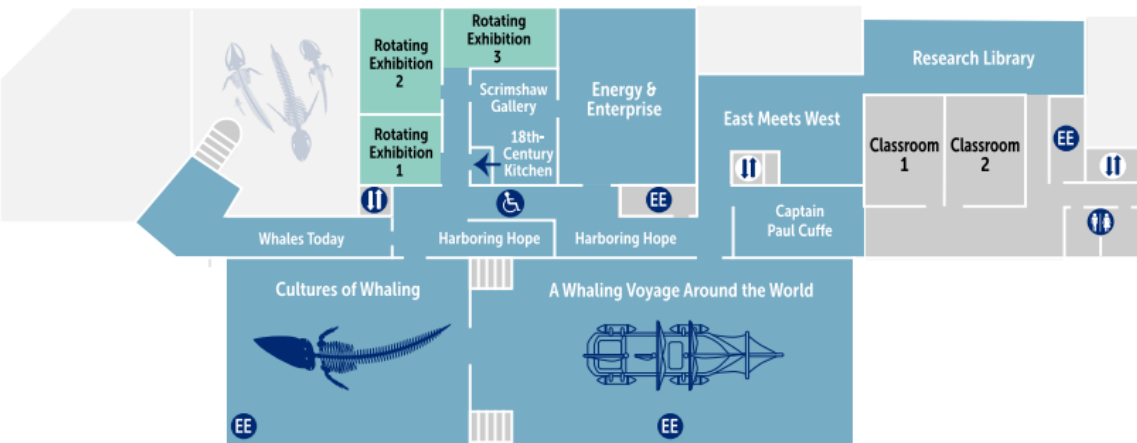 Rotating
Exhibition
2
Rotating
Exhibition
3
Rotating
Exhibition
1
Scrimshaw
Gallery
18th-
Century
Kitchen
Energy &
Enterprise
East Meets West
Research Library
Classroom
1
Classroom
2
EE
EE
Captain
Paul Cuffe
Whales Today
Harboring Hope
Harboring Hope
Cultures of Whaling
A Whaling Voyage Around the World
EE
EE